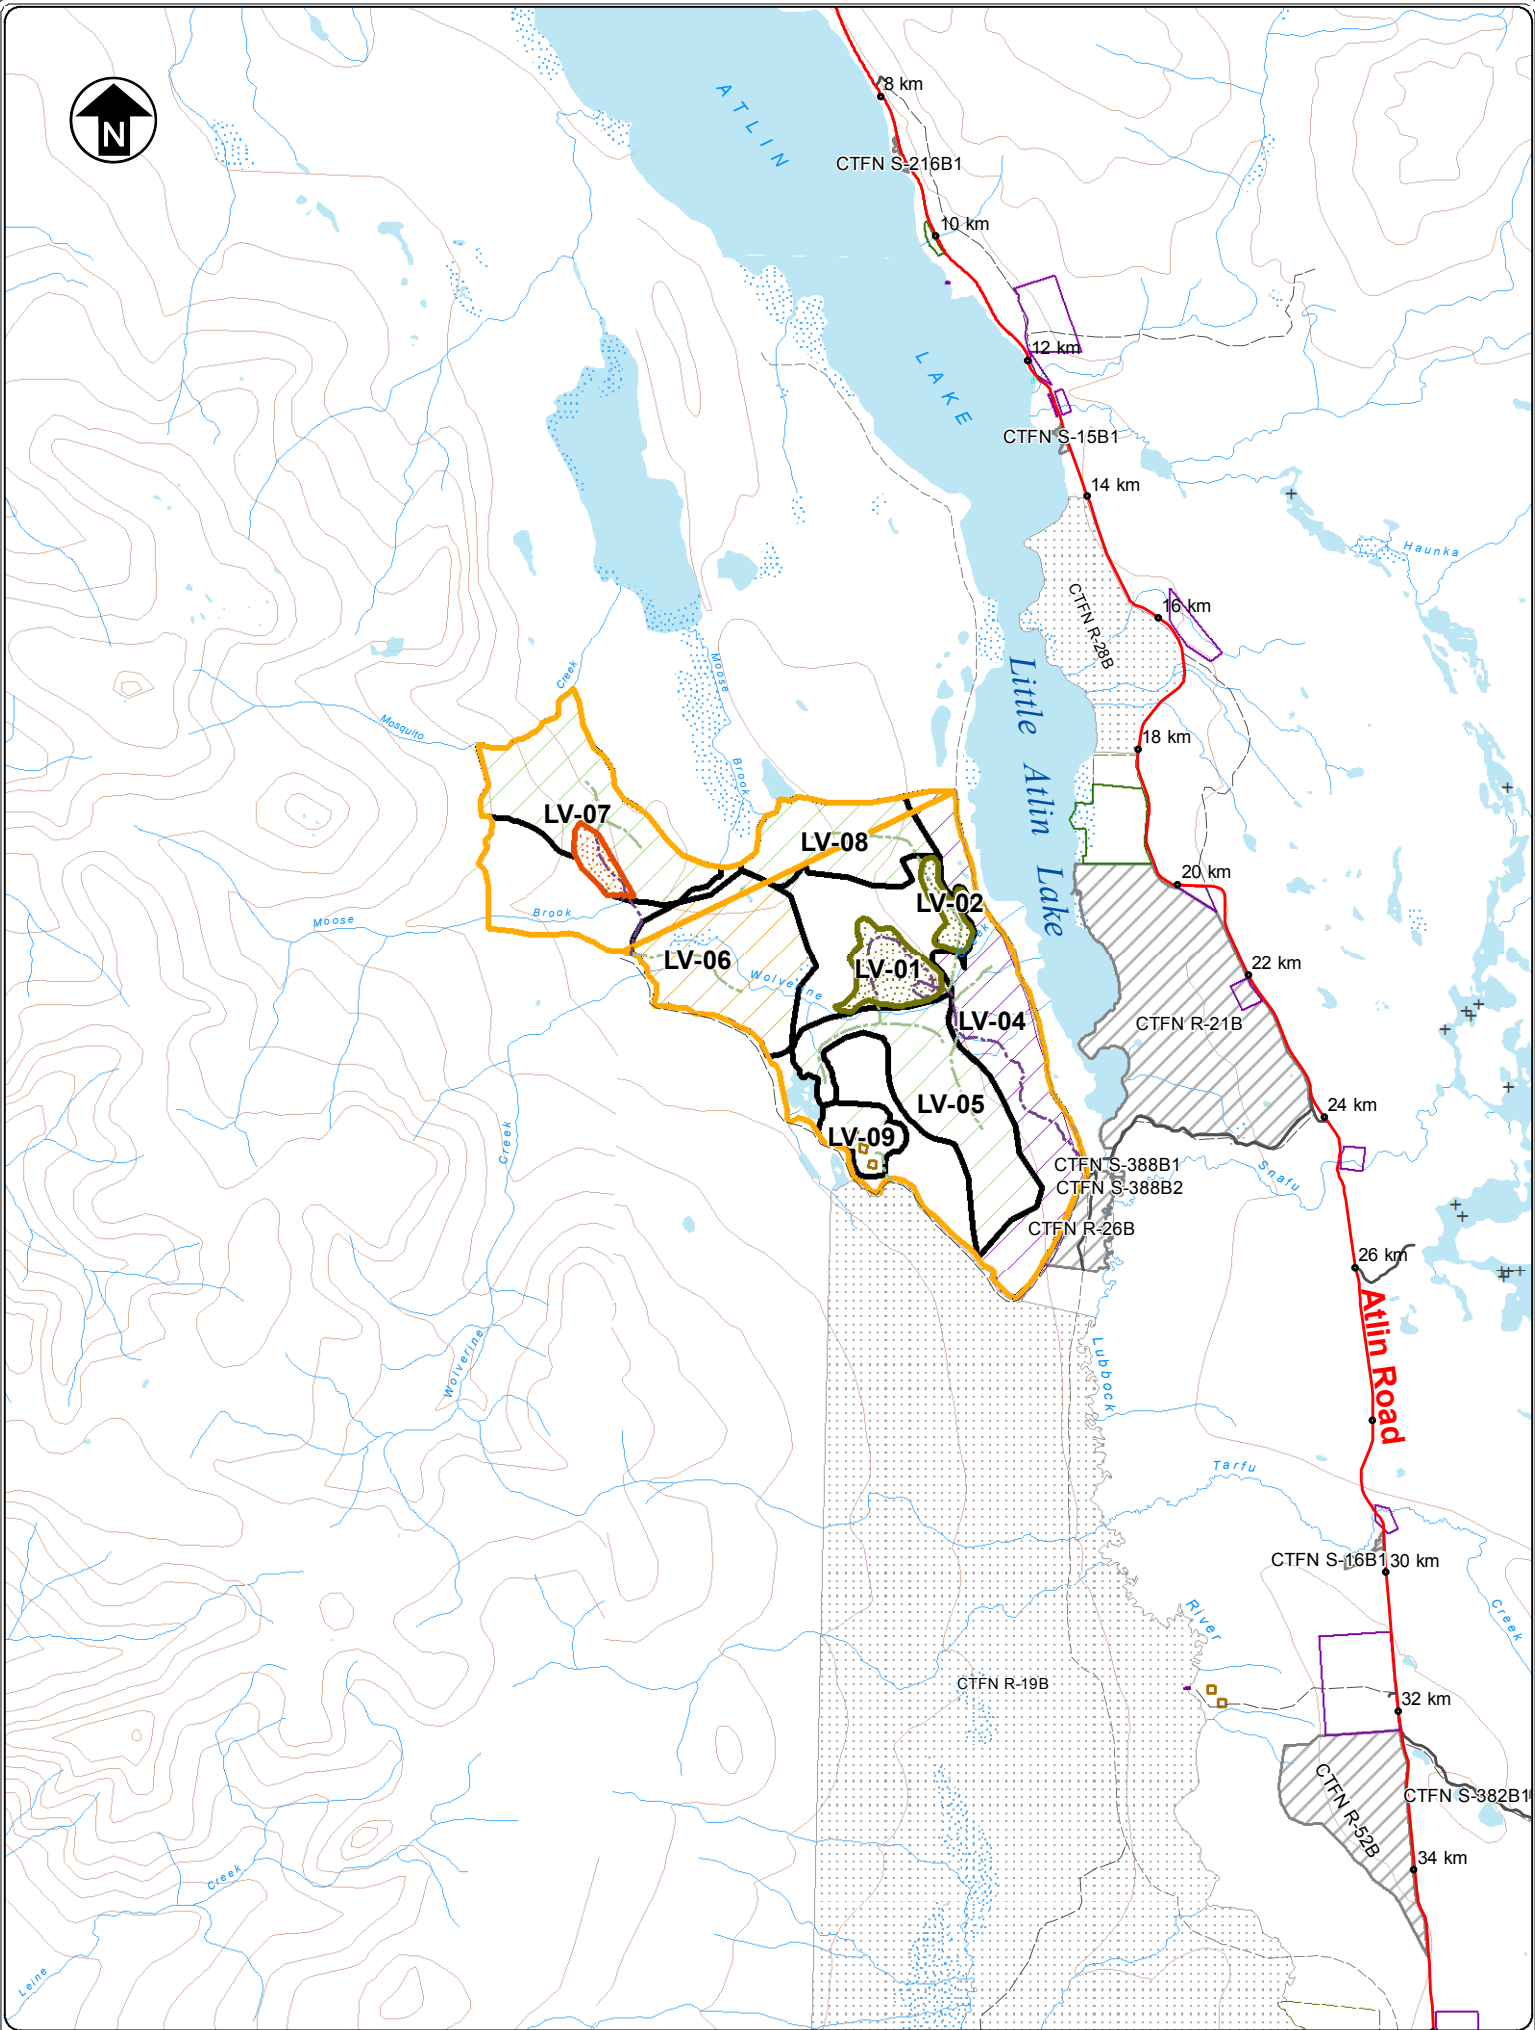 N
8 km
ATLIN
CTFN S-216B1
10 km
12 km
LAKE
CTFN S-15B1
14 km
Haunka
CTFN R-28B
16 km
Little Atlin Lake
Moose
Creek
Mosquito
18 km
Brook
LV-07
LV-08
20 km
LV-02
Brook
Moose
Creek
LV-06
LV-01
22 km
Wolverine
LV-04
CTFN R-21B
LV-05
24 km
LV-09
Creek
CTFN S-388B1
Snafu
CTFN S-388B2
CTFN R-26B
26 km
Atlin Road
Lubbock
Wolverine
Tarfu
CTFN S-16B1
30 km
River
Creek
CTFN R-19B
32 km
CTFN R-52B
CTFN S-382B1
34 km
Creek
Leine